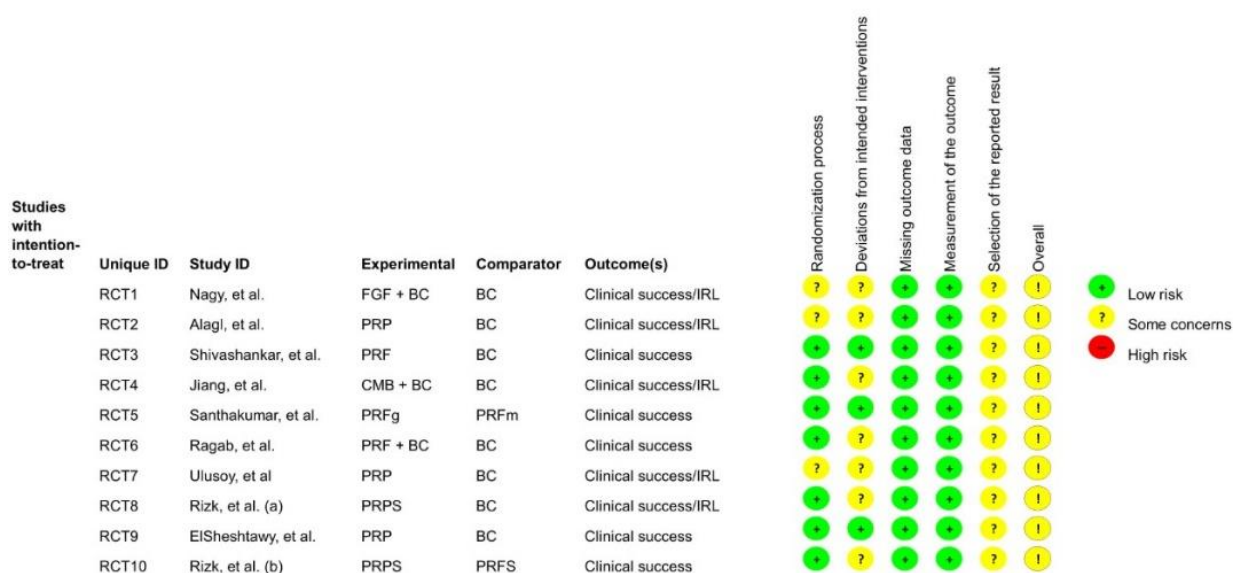 Randomization process
Deviations from intended interventions
Missing outcome data
Measurement of the outcome
Selection of the reported result
Overall
Studies
with
intention-
to-treat Unique ID Study ID Experimental Comparator Outcome(s)
RCT1 Nagy, et al. FGF + BC BC Clinical success/IRL ? ? + + ? !
RCT2 Alagl, et al. PRP BC Clinical success/IRL ? ? + + ? !
RCT3 Shivashankar, et al. PRF BC Clinical success + + + + ? !
RCT4 Jiang, et al. CMB + BC BC Clinical success/IRL + ? + + ? !
RCT5 Santhakumar, et al. PRFg PRFm Clinical success + + + + ? !
RCT6 Ragab, et al. PRF + BC BC Clinical success + ? + + ? !
RCT7 Ulusoy, et al PRP BC Clinical success/IRL ? ? + + ? !
RCT8 Rizk, et al. (a) PRPS BC Clinical success/IRL + ? + + ? !
RCT9 ElSheshtawy, et al. PRP BC Clinical success + + + + ? !
RCT10 Rizk, et al. (b) PRPS PRFS Clinical success + ? + + ? !
+ Low risk
? Some concerns
− High risk